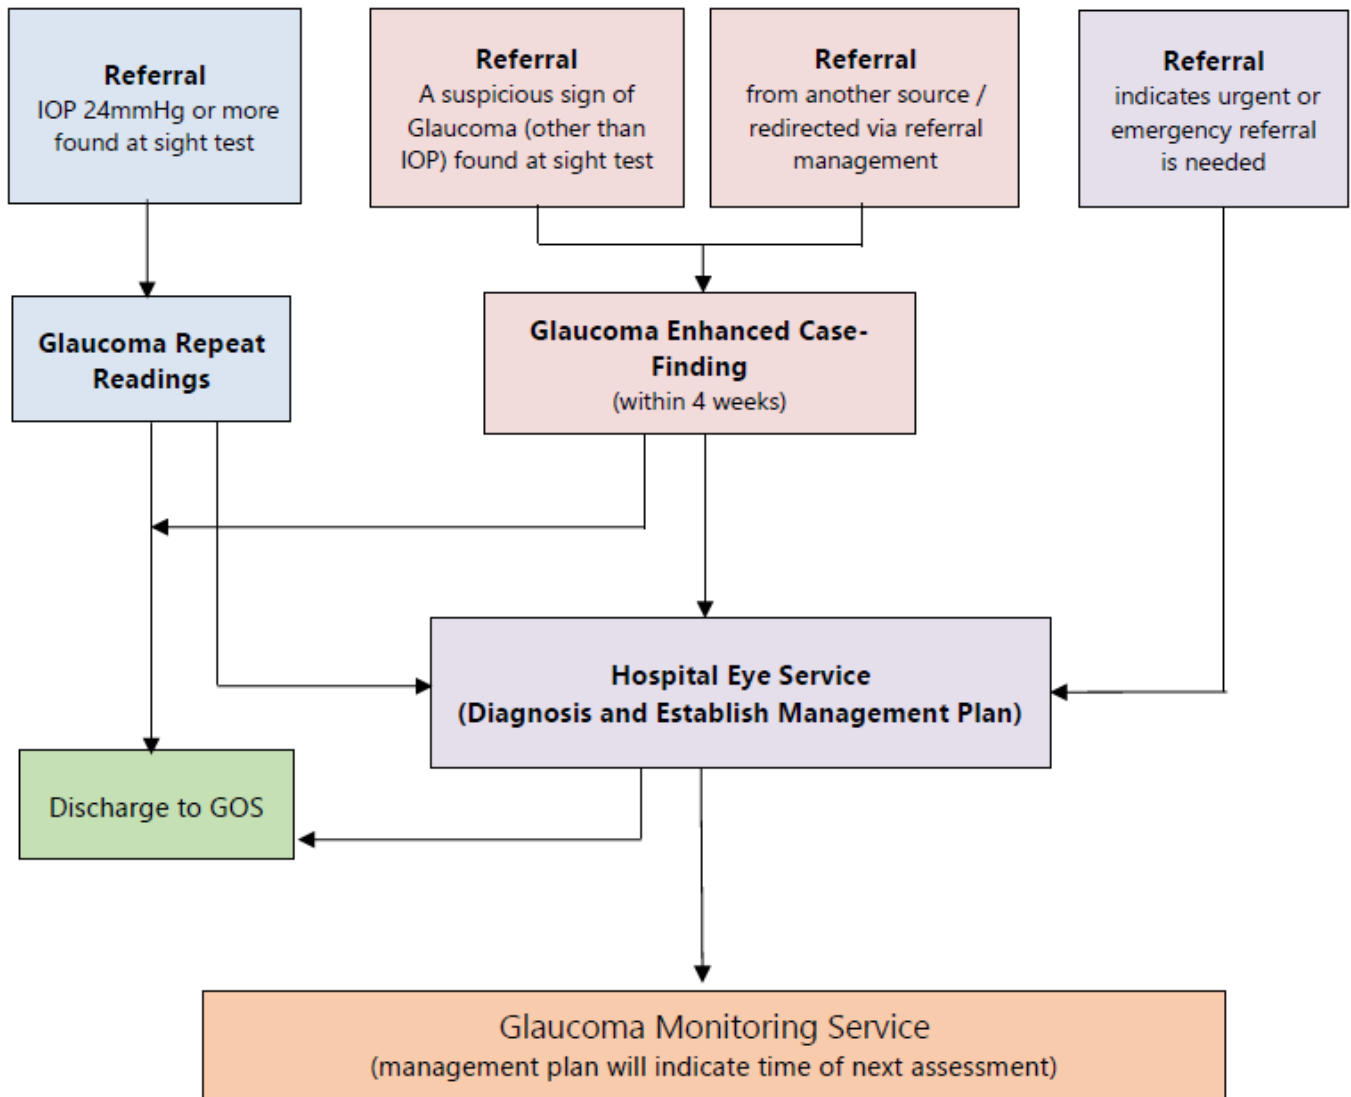 Referral
IOP 24mmHg or more
found at sight test
Referral
A suspicious sign of
Glaucoma (other than
IOP) found at sight test
Referral
from another source /
redirected via referral
management
Referral
indicates urgent or
emergency referral
is needed
Glaucoma Repeat
Readings
Glaucoma Enhanced Case-
Finding
(within 4 weeks)
Hospital Eye Service
(Diagnosis and Establish Management Plan)
Discharge to GOS
Glaucoma Monitoring Service
(management plan will indicate time of next assessment)